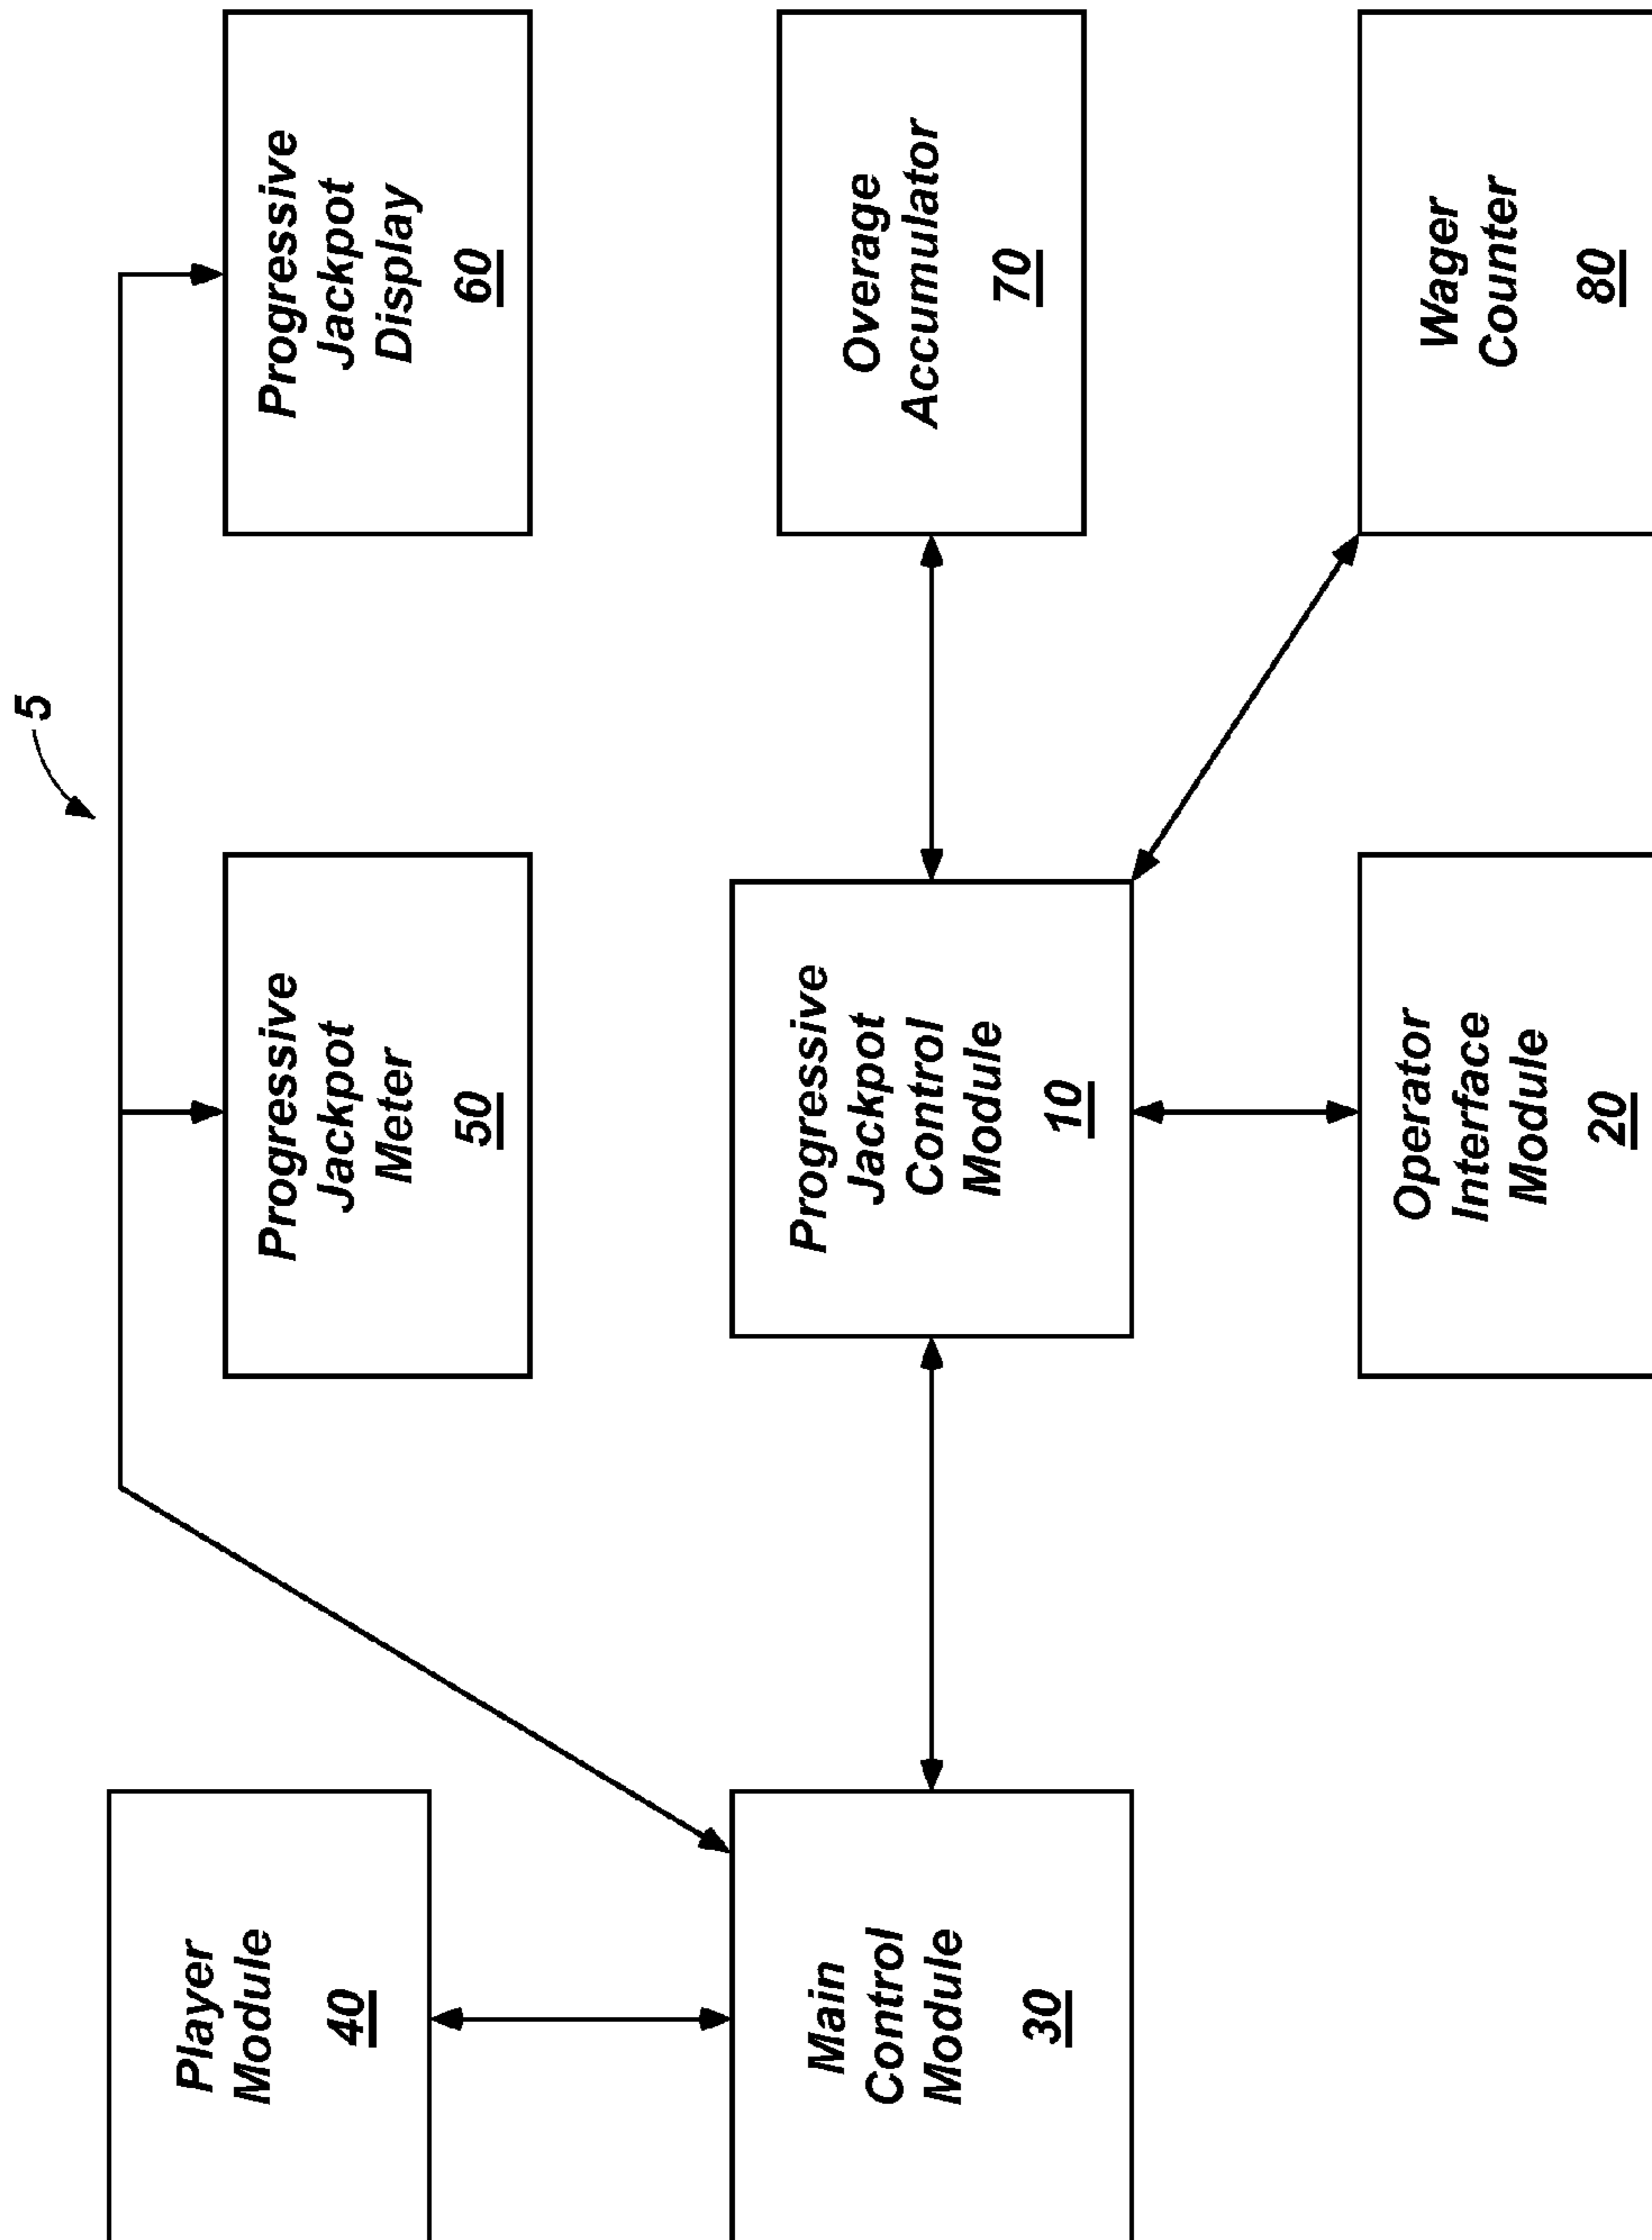 5
Player
Module
40
Progressive
Jackpot
Meter
50
Progressive
Jackpot
Display
60
Main
Control
Module
30
Progressive
Jackpot
Control
Module
10
Overage
Accumulator
70
Operator
Interface
Module
20
Wager
Counter
80